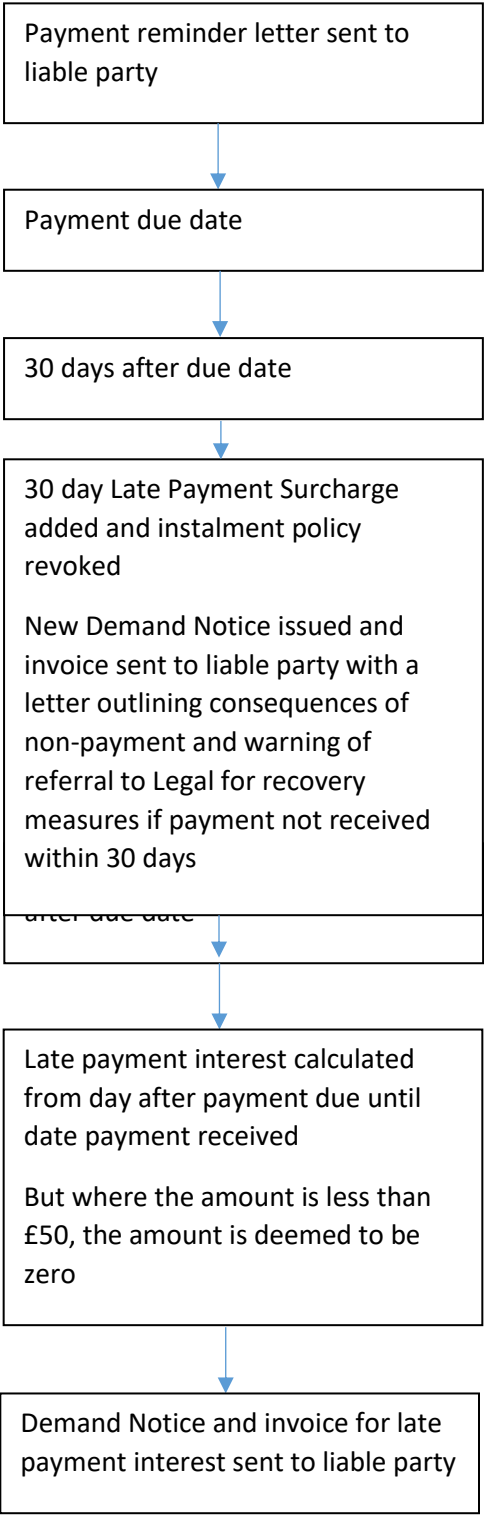 Payment reminder letter sent to
liable party
Payment due date
30 days after due date
30 day Late Payment Surcharge
added and instalment policy
revoked
New Demand Notice issued and
invoice sent to liable party with a
letter outlining consequences of
non-payment and warning of
referral to Legal for recovery
measures if payment not received
within 30 days
after due date
Late payment interest calculated
from day after payment due until
date payment received
But where the amount is less than
£50, the amount is deemed to be
zero
Demand Notice and invoice for late
payment interest sent to liable party